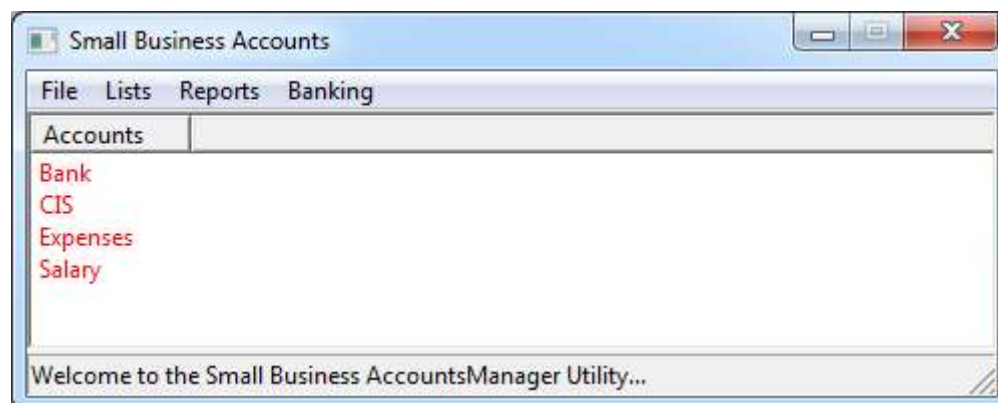 Small Business Accounts
File Lists Reports Banking
Accounts
Bank
CIS
Expenses
Salary
Welcome to the Small Business AccountsManager Utility...